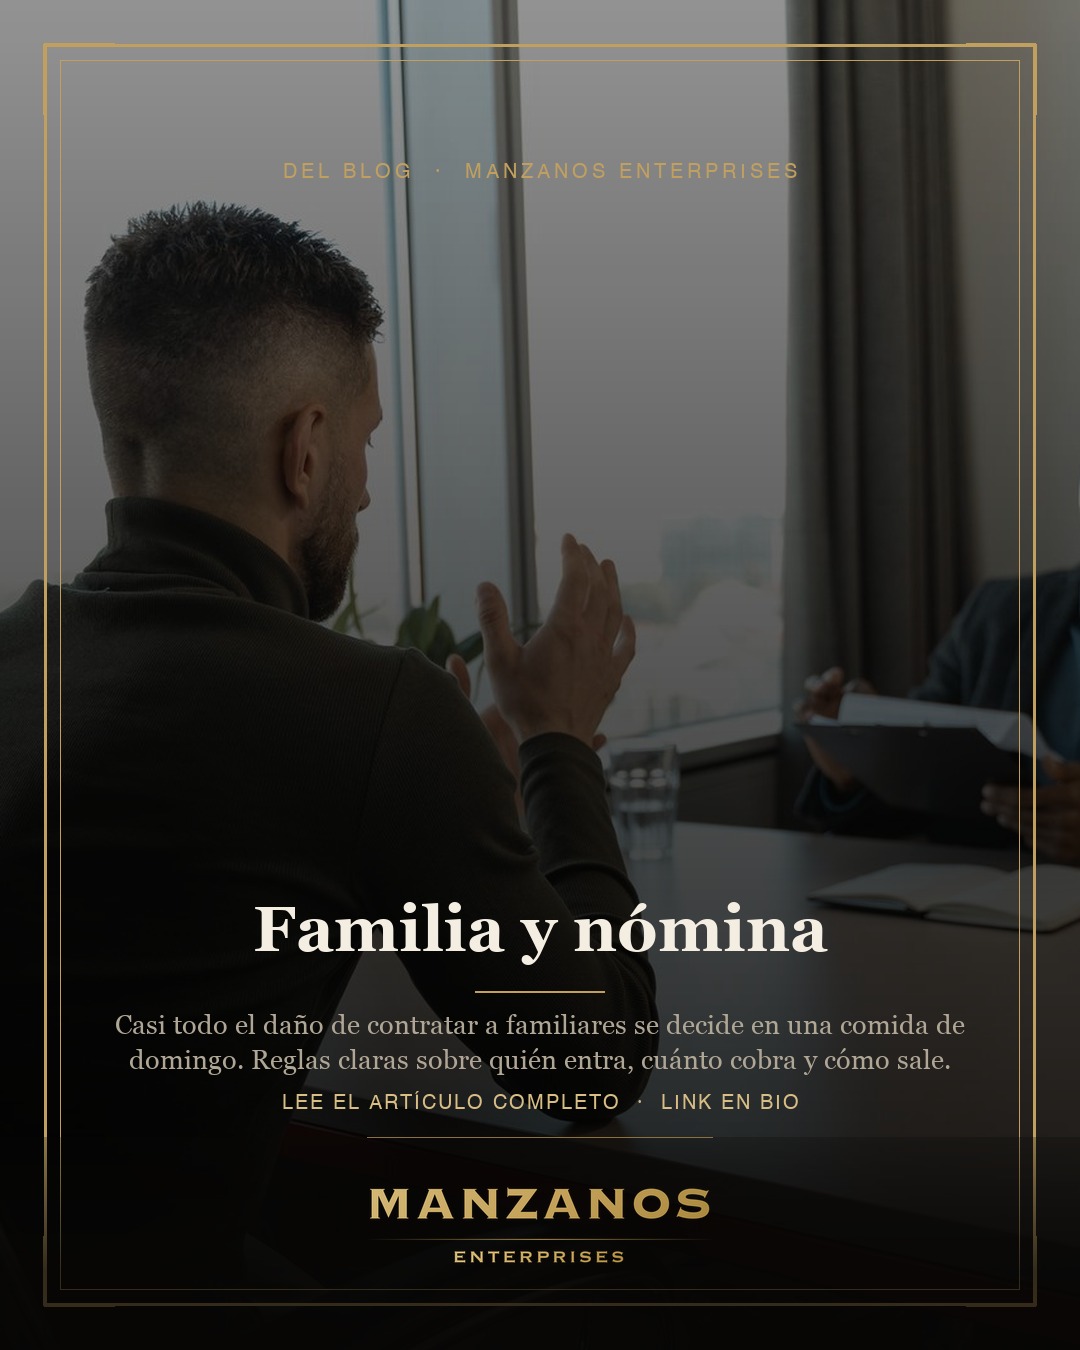 DEL BLOG · MANZANOS ENTERPRISES
Familia y nómina
Casi todo el daño de contratar a familiares se decide en una comida de
domingo. Reglas claras sobre quién entra, cuánto cobra y cómo sale.
LEE EL ARTÍCULO COMPLETO · LINK EN BIO
MANZANOS
ENTERPRISES